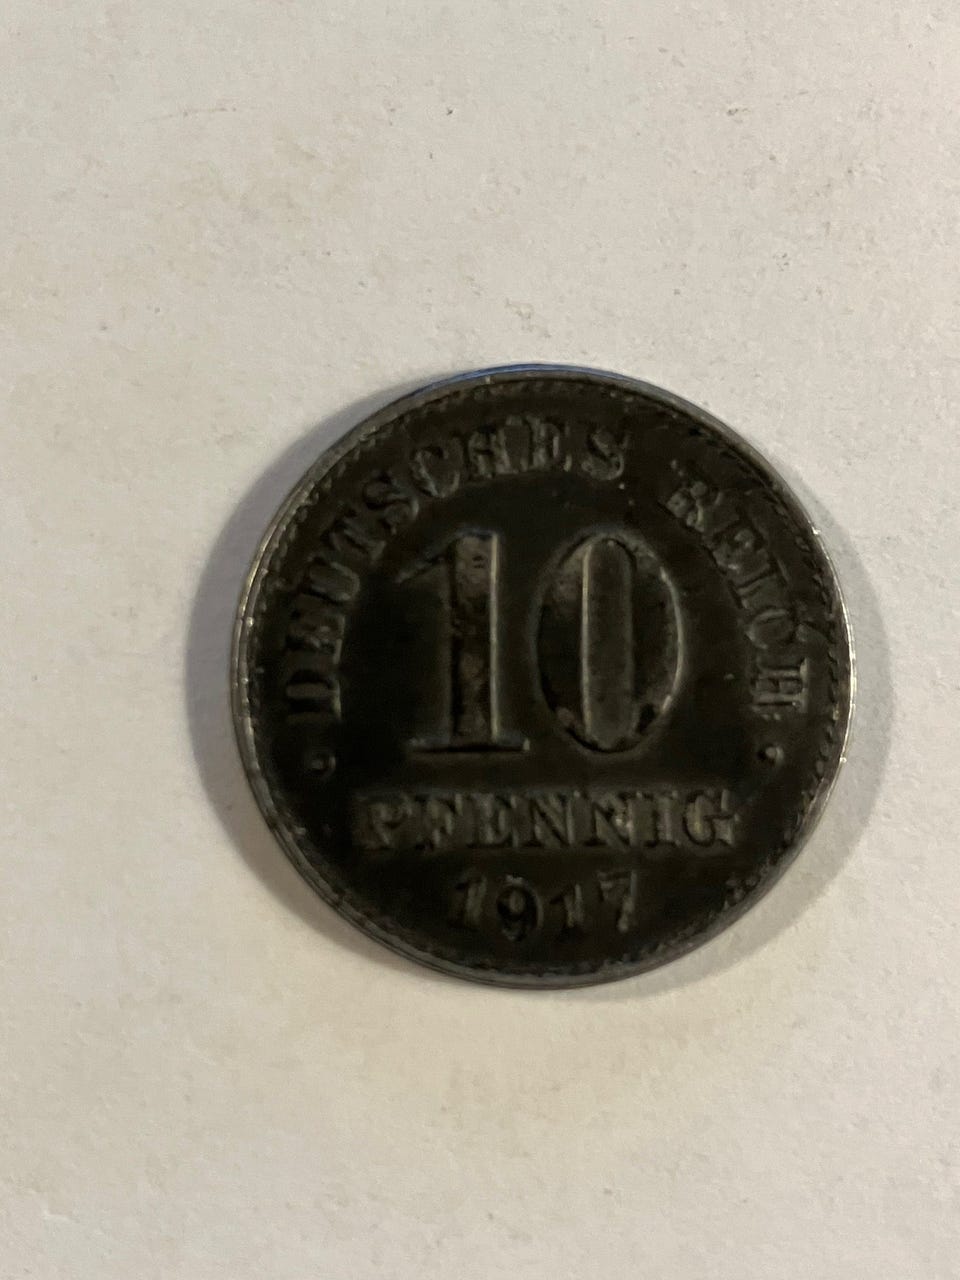 DEUTSCHES REICH
10
PFENNIG
1917